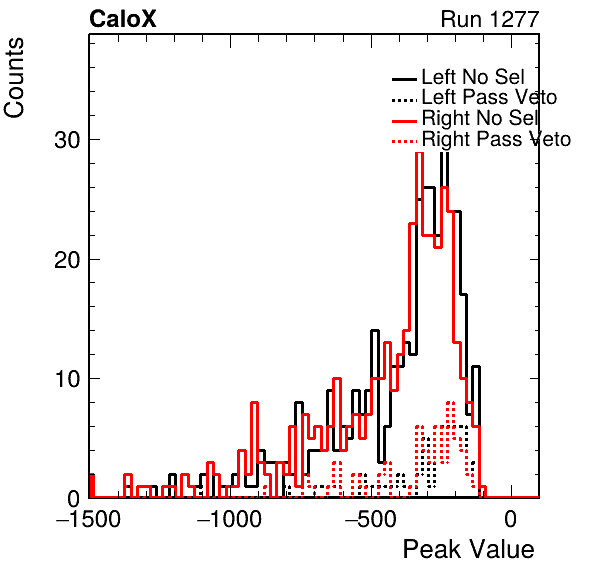 CaloX Run 1277
Counts
Left No Sel
Left Pass Veto
Right No Sel
Right Pass Veto
30
20
10
0
−1500 −1000 −500 0
Peak Value